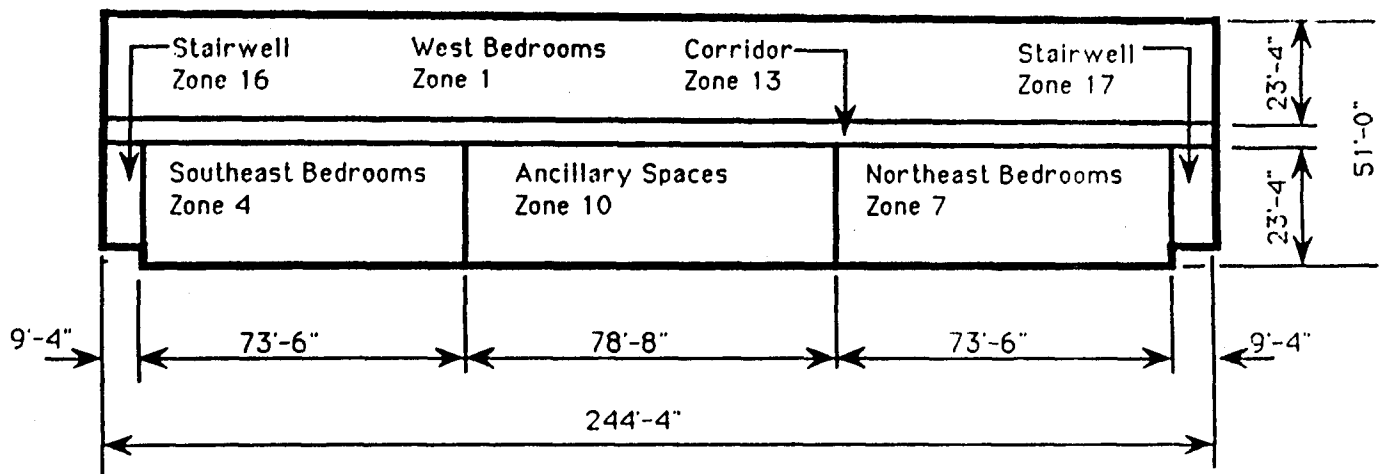 Stairwell
Zone 16
West Bedrooms
Zone 1
Corridor
Zone 13
Stairwell
Zone 17
23'-4"
51'-0"
Southeast Bedrooms
Zone 4
Ancillary Spaces
Zone 10
Northeast Bedrooms
Zone 7
23'-4"
9'-4"
73'-6"
78'-8"
73'-6"
9'-4"
244'-4"